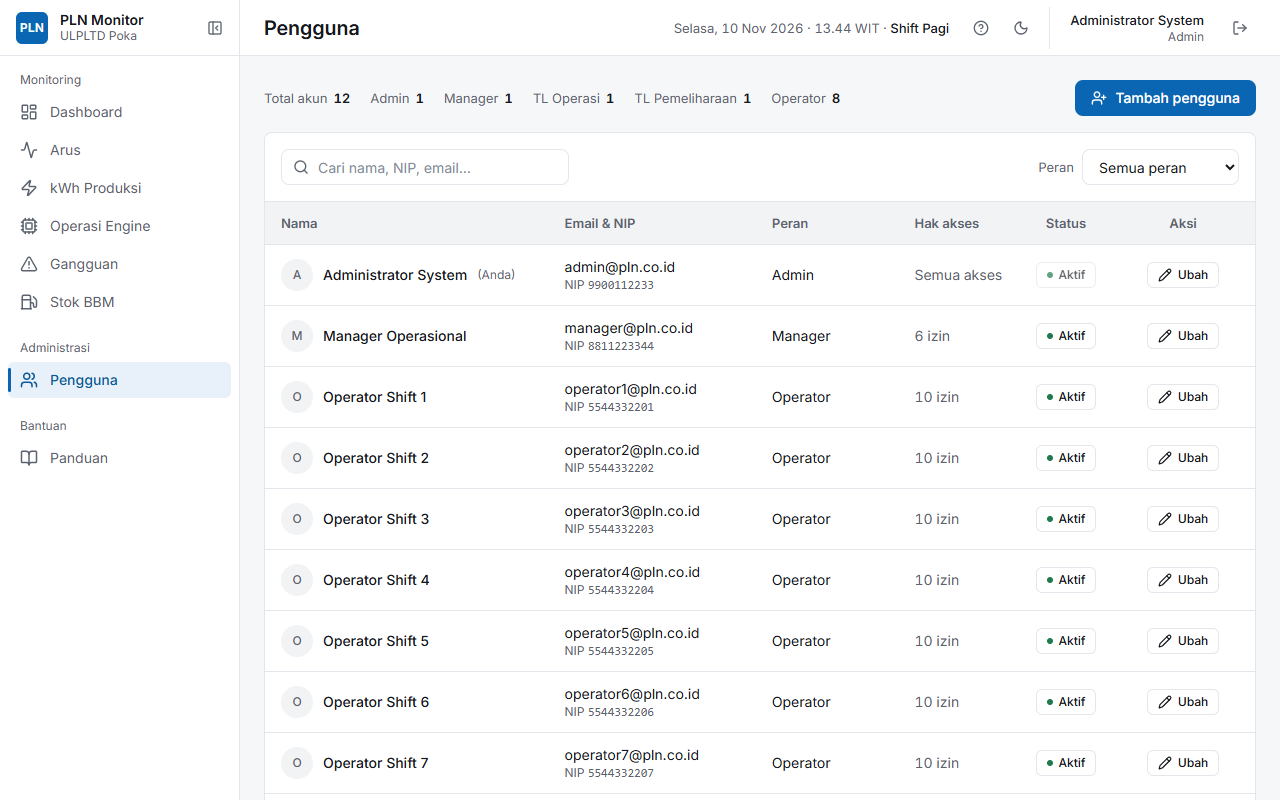 PLN
PLN Monitor
ULPLTD Poka
Pengguna
Selasa, 10 Nov 2026 · 13.44 WIT · Shift Pagi
Administrator System
Admin
Monitoring
Dashboard
Arus
kWh Produksi
Operasi Engine
Gangguan
Stok BBM
Administrasi
Pengguna
Bantuan
Panduan
Total akun 12 Admin 1 Manager 1 TL Operasi 1 TL Pemeliharaan 1 Operator 8
Tambah pengguna
Cari nama, NIP, email...
Peran Semua peran
Nama Email & NIP Peran Hak akses Status Aksi
A Administrator System (Anda) admin@pln.co.id Admin Semua akses Aktif Ubah
NIP 9900112233
M Manager Operasional manager@pln.co.id Manager 6 izin Aktif Ubah
NIP 8811223344
O Operator Shift 1 operator1@pln.co.id Operator 10 izin Aktif Ubah
NIP 5544332201
O Operator Shift 2 operator2@pln.co.id Operator 10 izin Aktif Ubah
NIP 5544332202
O Operator Shift 3 operator3@pln.co.id Operator 10 izin Aktif Ubah
NIP 5544332203
O Operator Shift 4 operator4@pln.co.id Operator 10 izin Aktif Ubah
NIP 5544332204
O Operator Shift 5 operator5@pln.co.id Operator 10 izin Aktif Ubah
NIP 5544332205
O Operator Shift 6 operator6@pln.co.id Operator 10 izin Aktif Ubah
NIP 5544332206
O Operator Shift 7 operator7@pln.co.id Operator 10 izin Aktif Ubah
NIP 5544332207